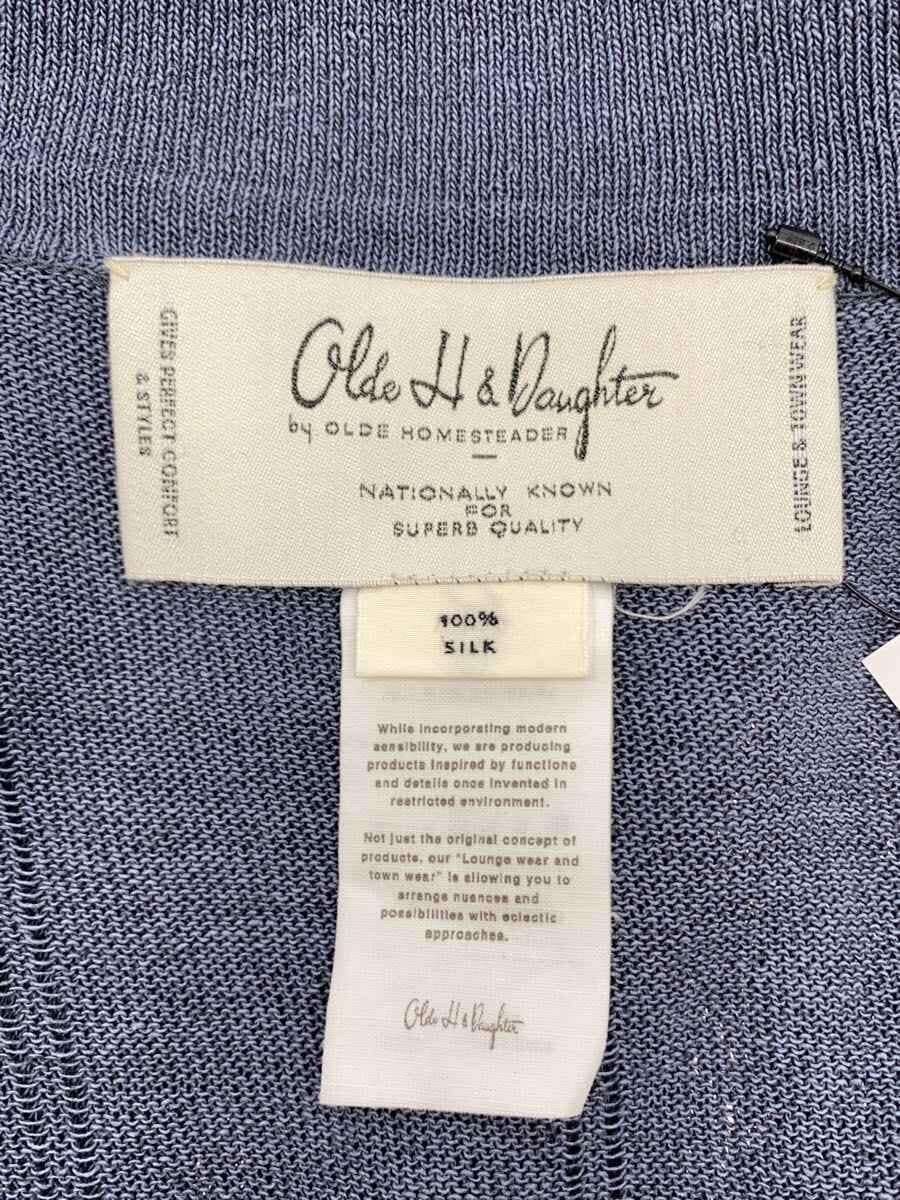 Olde H & Daughter
by OLDE HOMESTEADER
NATIONALLY KNOWN
FOR
SUPERB QUALITY
GIVES PERFECT COMFORT
& STYLES
LOUNGE & TOWN WEAR
100%
SILK
While incorporating modern
sensibility, we are producing
products inspired by functions
and details once invented in
restricted environment.
Not just the original concept of
products, our "Lounge wear and
town wear" is allowing you to
arrange nuances and
possibilities with eclectic
approaches.
Olde H & Daughter